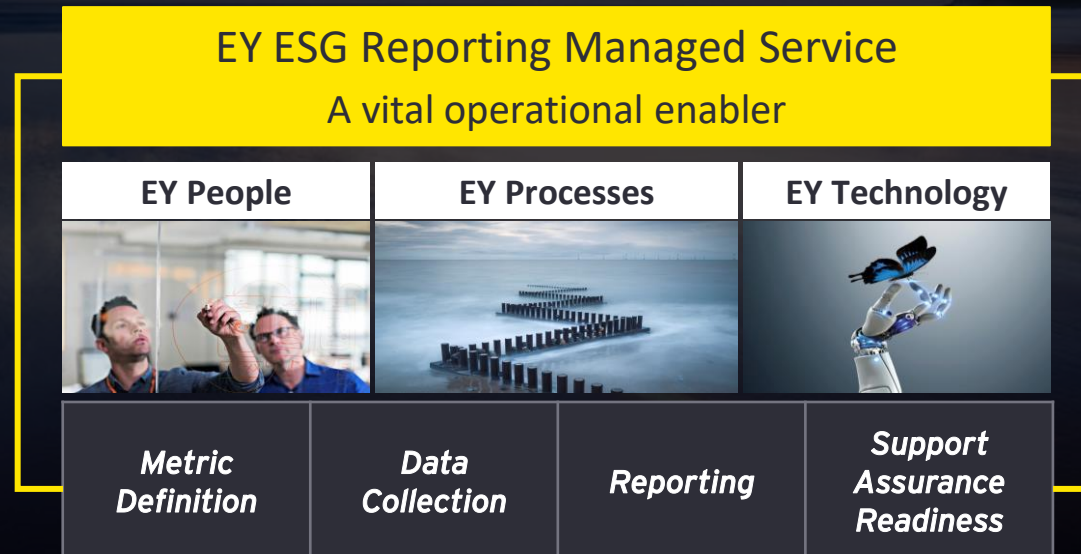 EY ESG Reporting Managed Service
A vital operational enabler
EY People
EY Processes
EY Technology
Metric
Definition
Data
Collection
Reporting
Support
Assurance
Readiness